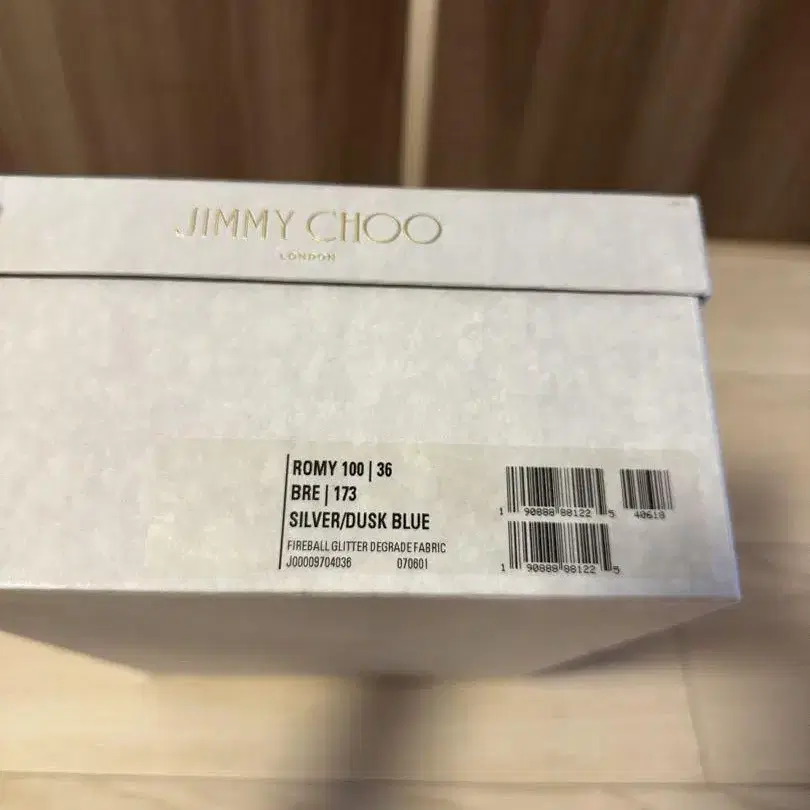 JIMMY CHOO
LONDON
ROMY 100 | 36
BRE | 173
SILVER/DUSK BLUE
FIREBALL GLITTER DEGRADE FABRIC
J00009704036 070601
1 90888 88122 5 40618
1 90888 88122 5